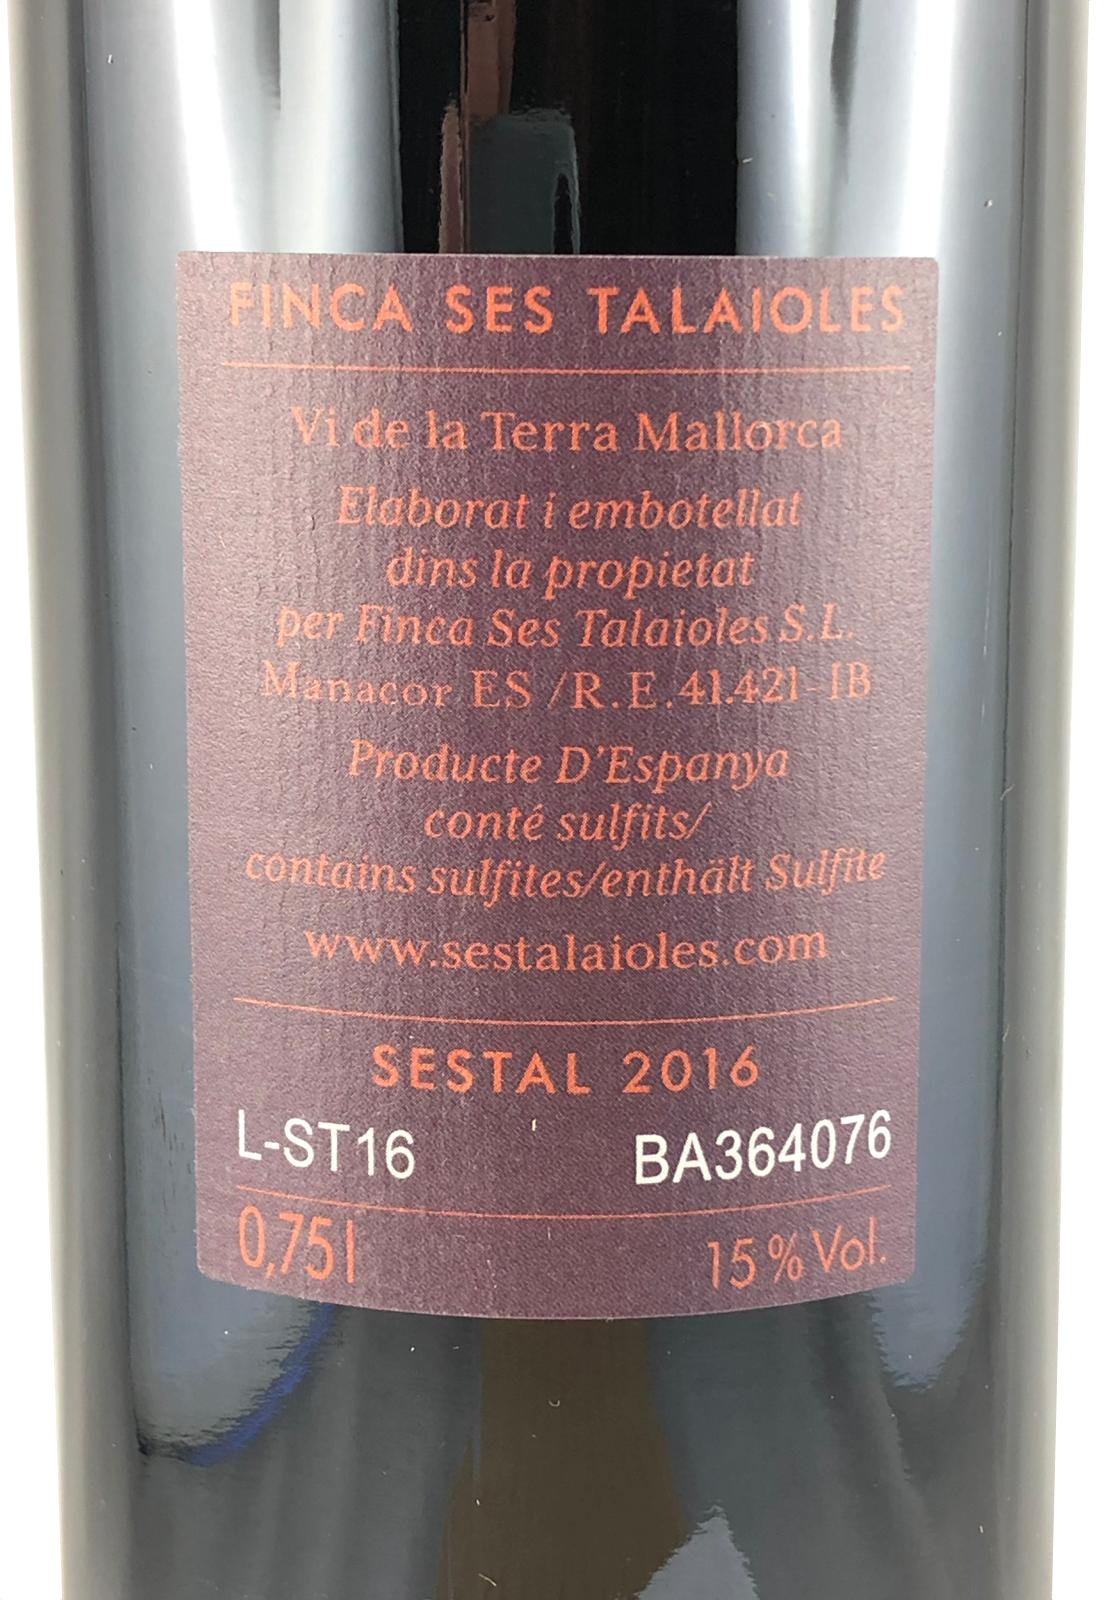 FINCA SES TALAIOLES
Vi de la Terra Mallorca
Elaborat i embotellat
dins la propietat
per Finca Ses Talaioles S.L.
Manacor ES /R.E.41.421-IB
Producte D'Espanya
conté sulfits/
contains sulfites/enthält Sulfite
www.sestalaioles.com
SESTAL 2016
L-ST16 BA364076
0,75l 15% Vol.